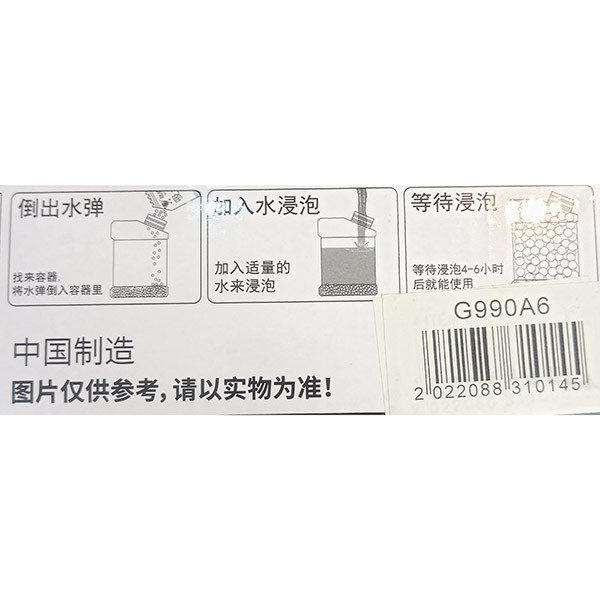 倒出水弹
找来容器,
将水弹倒入容器里
加入水浸泡
加入适量的
水来浸泡
等待浸泡
等待浸泡4-6小时
后就能使用
中国制造
图片仅供参考,请以实物为准!
G990A6
2 022088 310145